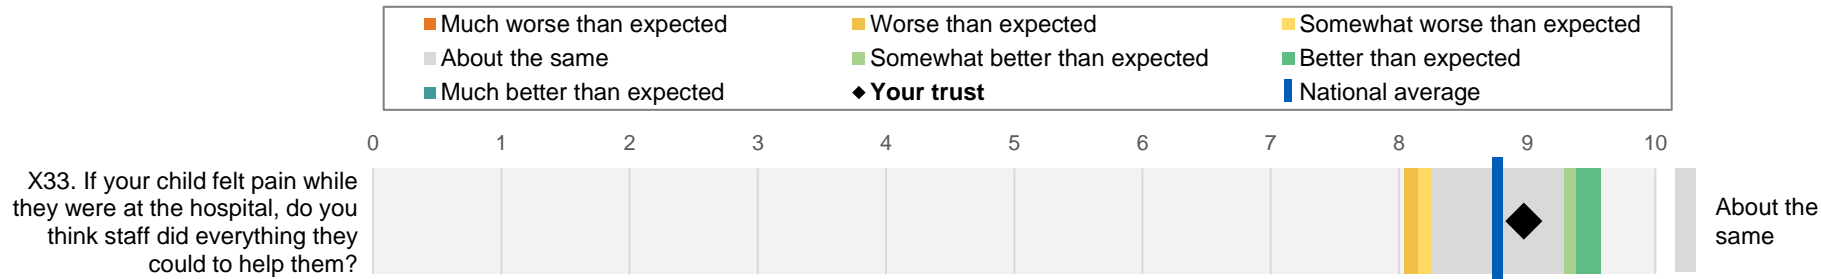 Much worse than expected
Worse than expected
Somewhat worse than expected
About the same
Somewhat better than expected
Better than expected
Much better than expected
Your trust
National average
0 1 2 3 4 5 6 7 8 9 10
X33. If your child felt pain while
they were at the hospital, do you
think staff did everything they
could to help them?
About the
same